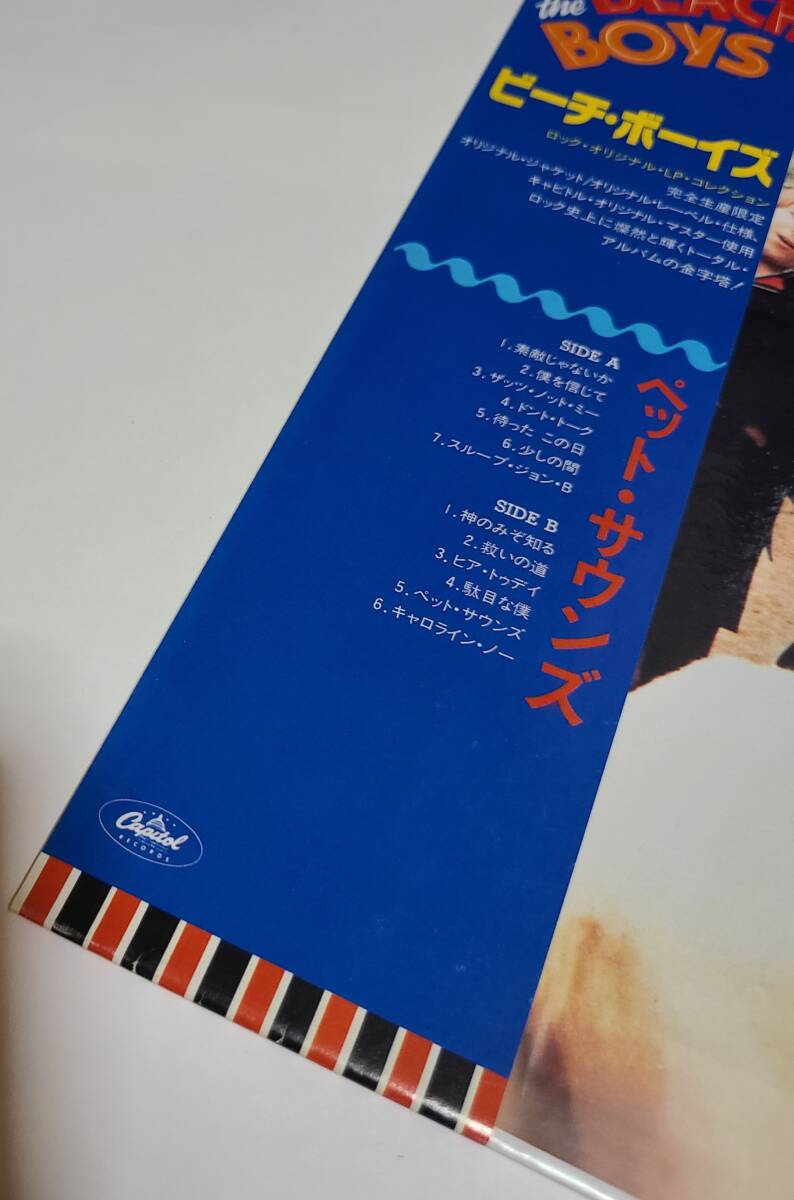 the BEACH
BOYS
ビーチ・ボーイズ
ロック・オリジナル・LP・コレクション
完全生産限定
オリジナル・ジャケット/オリジナル・レーベル・仕様、
キャピトル・オリジナル・マスター使用
ロック史上に燦然と輝くトータル・
アルバムの金字塔!
ペット・サウンズ
SIDE A
1. 素敵じゃないか
2. 僕を信じて
3. ザッツ・ノット・ミー
4. ドント・トーク
5. 待った この日
6. 少しの間
7. スループ・ジョン・B
SIDE B
1. 神のみぞ知る
2. 救いの道
3. ヒア・トゥデイ
4. 駄目な僕
5. ペット・サウンズ
6. キャロライン・ノー
Capitol
RECORDS